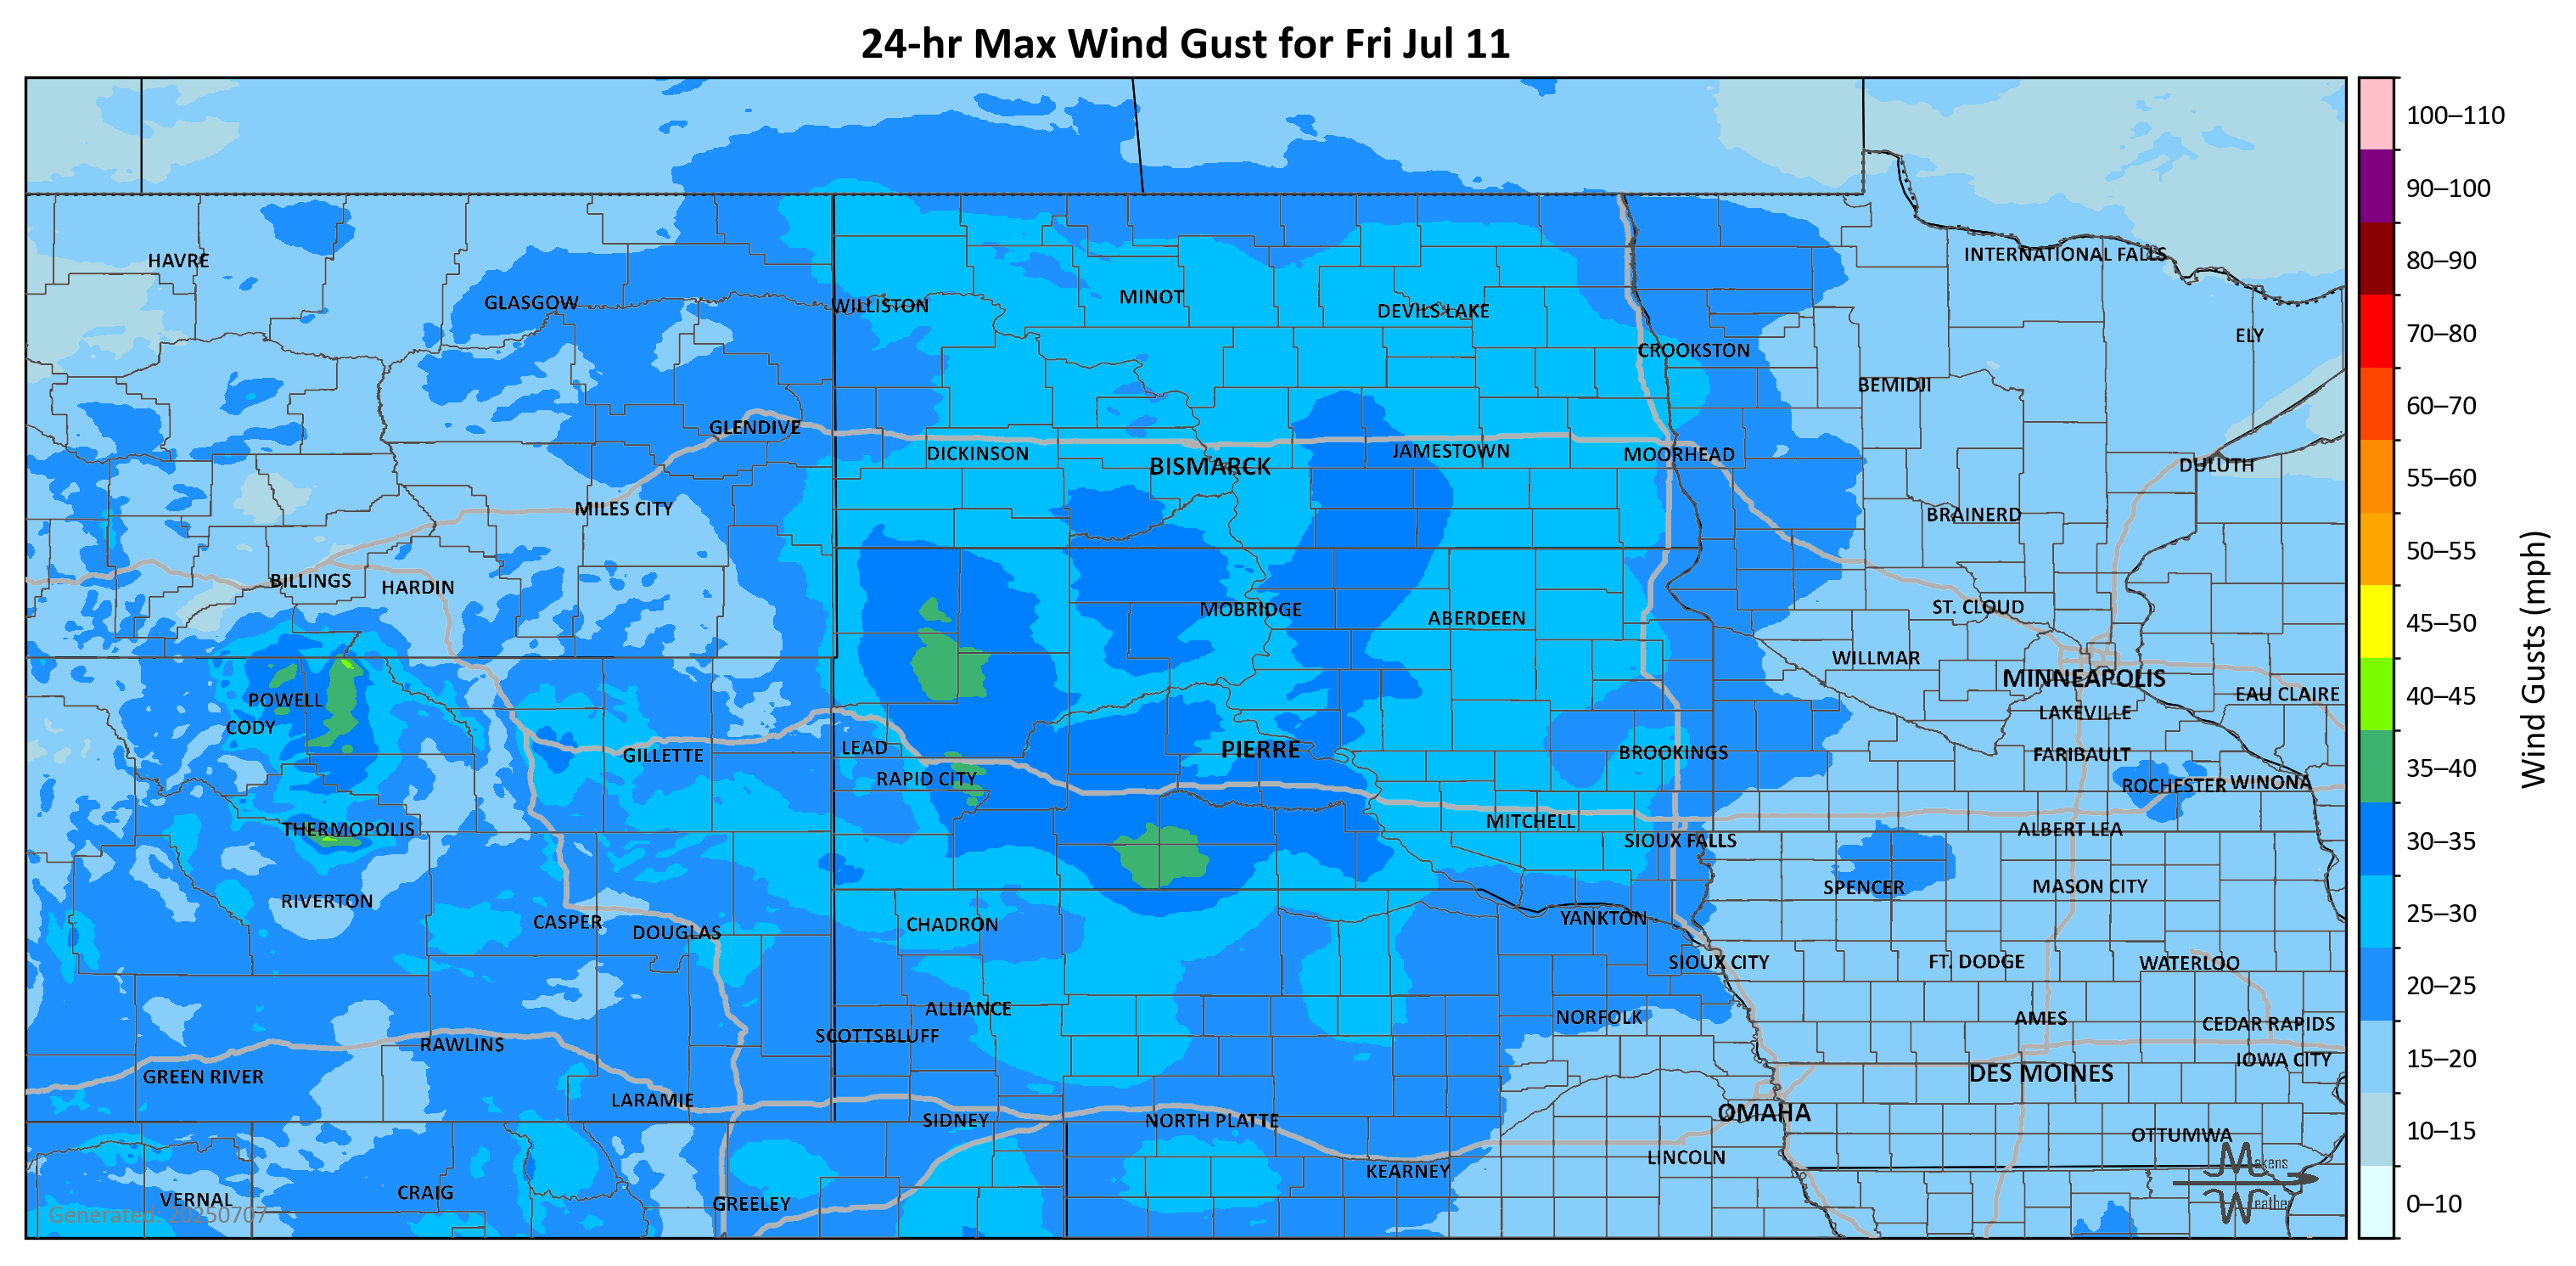 24-hr Max Wind Gust for Fri Jul 11
100–110
90–100
80–90
70–80
60–70
55–60
50–55
45–50
40–45
35–40
30–35
25–30
20–25
15–20
10–15
0–10
Wind Gusts (mph)
HAVRE
INTERNATIONAL FALLS
GLASGOW
WILLISTON
MINOT
DEVILS LAKE
ELY
CROOKSTON
BEMIDJI
GLENDIVE
DICKINSON
BISMARCK
JAMESTOWN
MOORHEAD
DULUTH
MILES CITY
BRAINERD
BILLINGS
HARDIN
MOBRIDGE
ABERDEEN
ST. CLOUD
WILLMAR
MINNEAPOLIS
POWELL
EAU CLAIRE
CODY
LAKEVILLE
GILLETTE
LEAD
PIERRE
BROOKINGS
FARIBAULT
RAPID CITY
ROCHESTER
WINONA
THERMOPOLIS
MITCHELL
ALBERT LEA
SIOUX FALLS
SPENCER
MASON CITY
RIVERTON
CASPER
DOUGLAS
CHADRON
YANKTON
SIOUX CITY
FT. DODGE
WATERLOO
ALLIANCE
NORFOLK
AMES
CEDAR RAPIDS
SCOTTSBLUFF
RAWLINS
IOWA CITY
GREEN RIVER
DES MOINES
LARAMIE
SIDNEY
NORTH PLATTE
OMAHA
OTTUMWA
LINCOLN
KEARNEY
VERNAL
CRAIG
GREELEY
Generated: 20250707
Makens
Weather